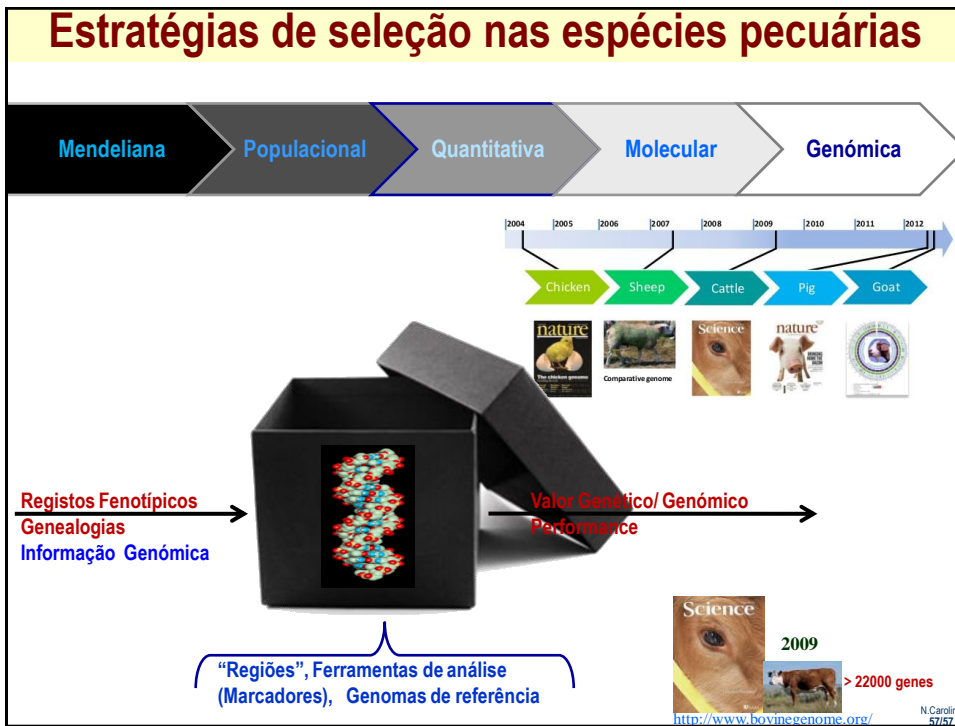 Estratégias de seleção nas espécies pecuárias
Mendeliana
Populacional
Quantitativa
Molecular
Genómica
2004 2005 2006 2007 2008 2009 2010 2011 2012
Chicken
Sheep
Cattle
Pig
Goat
nature
The chicken genome
Comparative genome
Science
nature
Registos Fenotípicos
Genealogias
Informação Genómica
Valor Genético/ Genómico
Performance
"Regiões", Ferramentas de análise
(Marcadores), Genomas de referência
Science
2009
> 22000 genes
http://www.bovinegenome.org/
N.Carolin
57/57